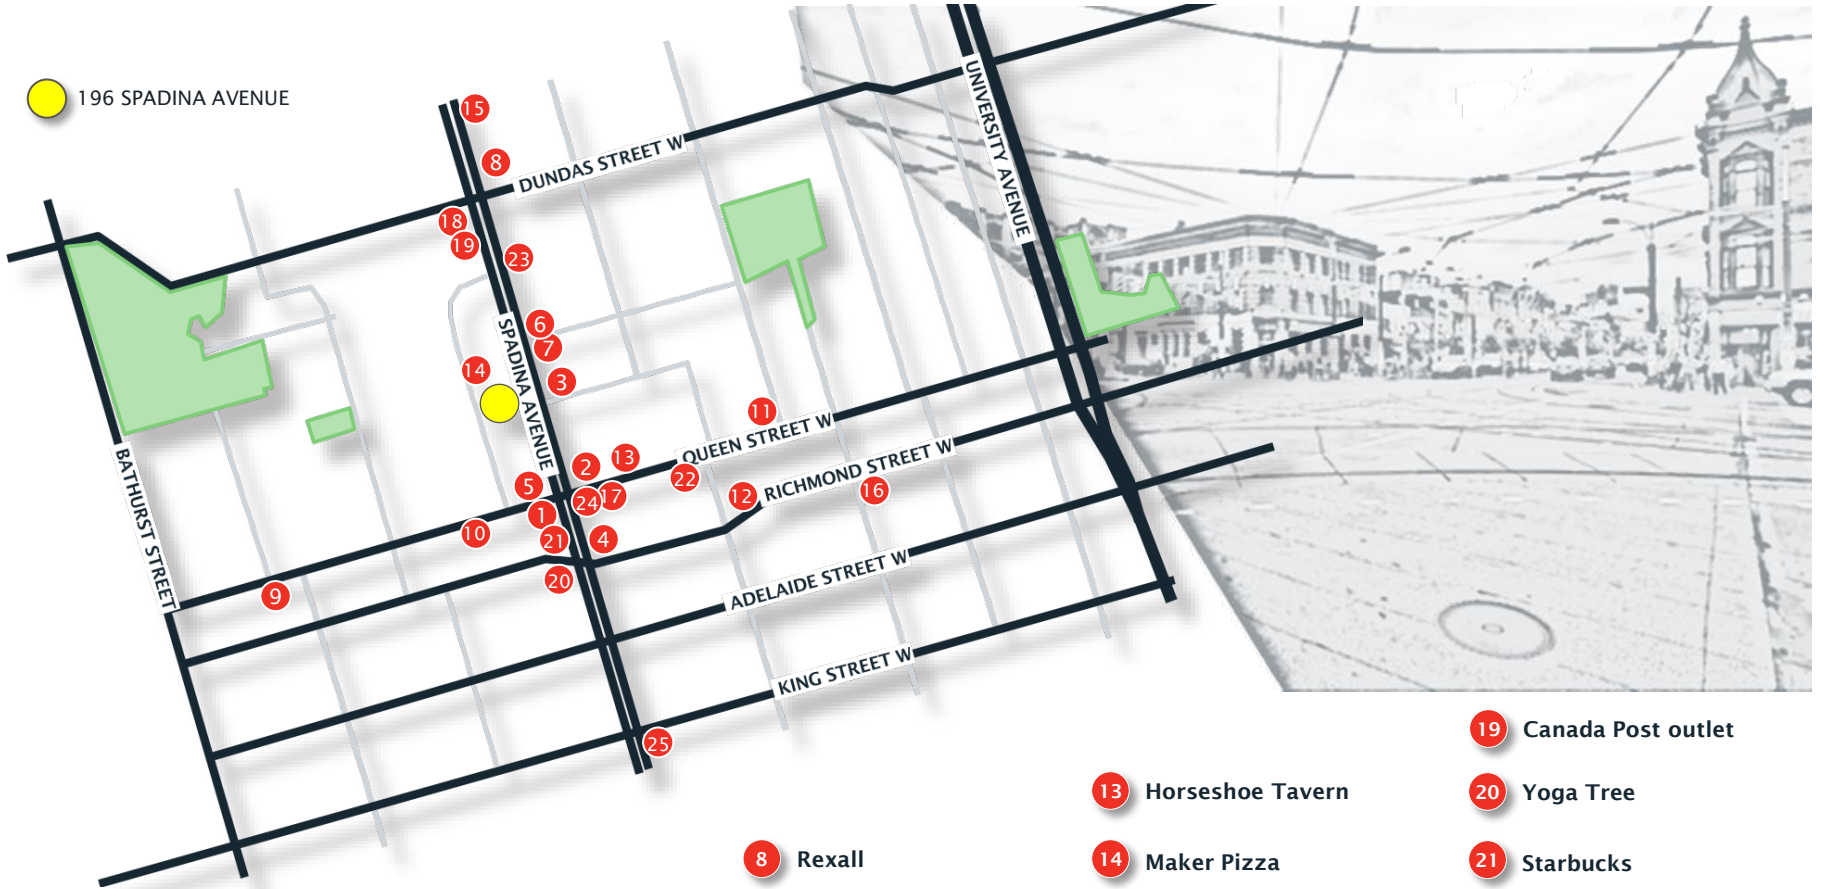 196 SPADINA AVENUE
15
8
DUNDAS STREET W
UNIVERSITY AVENUE
18
19
23
6
7
SPADINA AVENUE
14
3
11
QUEEN STREET W
13
2
22
5
24
17
12
RICHMOND STREET W
16
1
10
21
4
BATHURST STREET
20
9
ADELAIDE STREET W
KING STREET W
25
8 Rexall
13 Horseshoe Tavern
14 Maker Pizza
19 Canada Post outlet
20 Yoga Tree
21 Starbucks